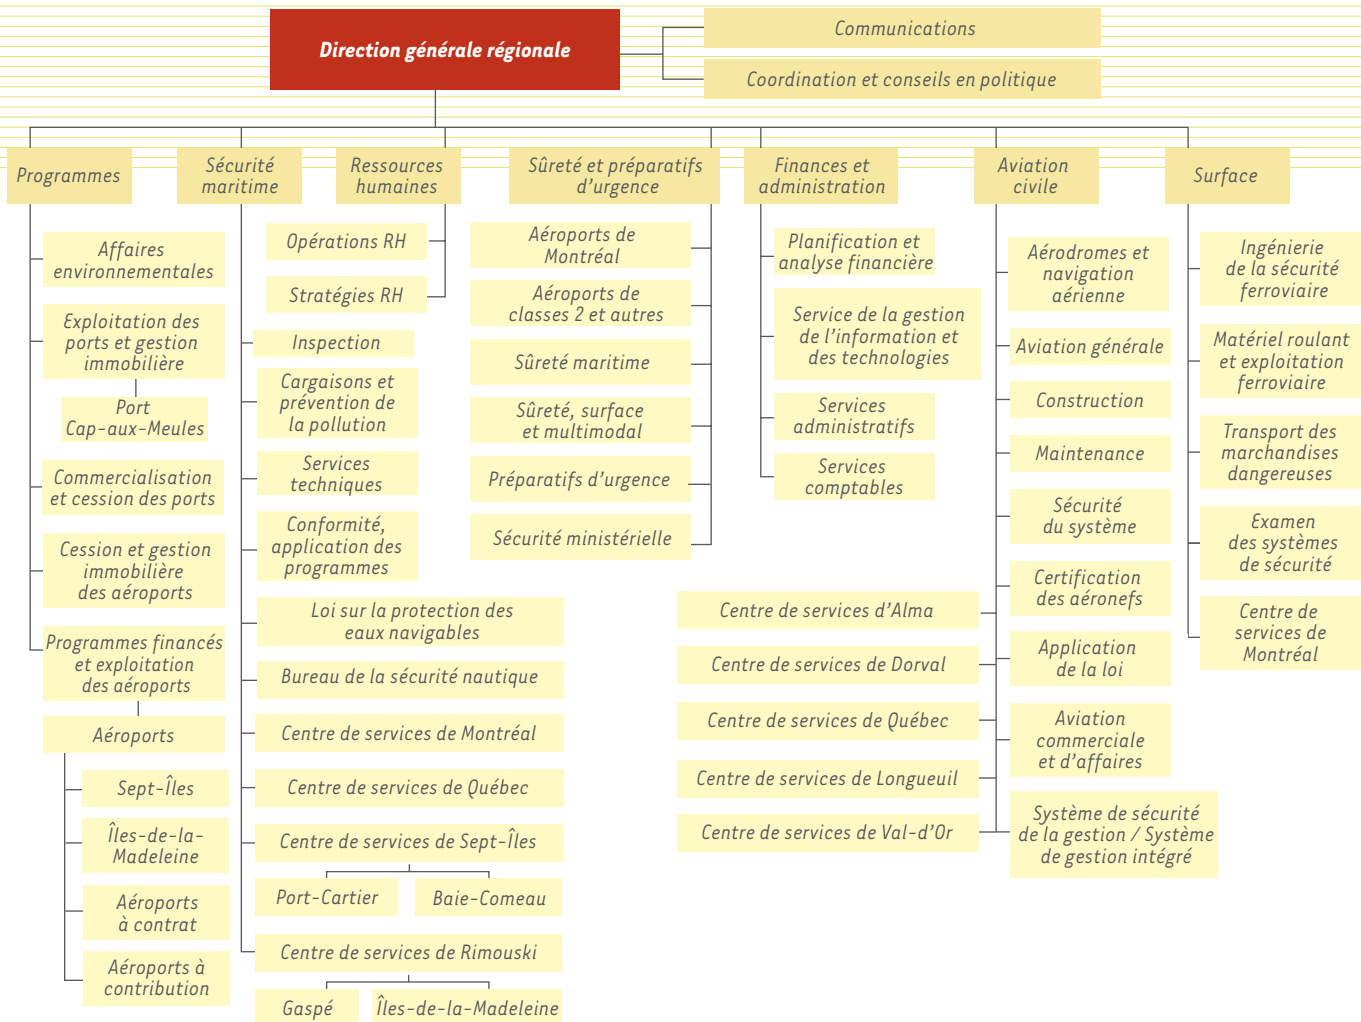 Direction générale régionale
Communications
Coordination et conseils en politique
Programmes
Sécurité
maritime
Ressources
humaines
Sûreté et préparatifs
d'urgence
Finances et
administration
Aviation
civile
Surface
Affaires
environnementales
Exploitation des
ports et gestion
immobilière
Port
Cap-aux-Meules
Commercialisation
et cession des ports
Cession et gestion
immobilière
des aéroports
Programmes financés
et exploitation
des aéroports
Aéroports
Sept-Îles
Îles-de-la-
Madeleine
Aéroports
à contrat
Aéroports à
contribution
Opérations RH
Stratégies RH
Inspection
Cargaisons et
prévention de
la pollution
Services
techniques
Conformité,
application des
programmes
Loi sur la protection des
eaux navigables
Bureau de la sécurité nautique
Centre de services de Montréal
Centre de services de Québec
Centre de services de Sept-Îles
Port-Cartier
Baie-Comeau
Centre de services de Rimouski
Gaspé
Îles-de-la-Madeleine
Aéroports de
Montréal
Aéroports de
classes 2 et autres
Sûreté maritime
Sûreté, surface
et multimodal
Préparatifs d'urgence
Sécurité ministérielle
Planification et
analyse financière
Service de la gestion
de l'information et
des technologies
Services
administratifs
Services
comptables
Centre de services d'Alma
Centre de services de Dorval
Centre de services de Québec
Centre de services de Longueuil
Centre de services de Val-d'Or
Aérodromes et
navigation
aérienne
Aviation générale
Construction
Maintenance
Sécurité
du système
Certification
des aéronefs
Application
de la loi
Aviation
commerciale
et d'affaires
Système de sécurité
de la gestion / Système
de gestion intégré
Ingénierie
de la sécurité
ferroviaire
Matériel roulant
et exploitation
ferroviaire
Transport des
marchandises
dangereuses
Examen
des systèmes
de sécurité
Centre de
services de
Montréal